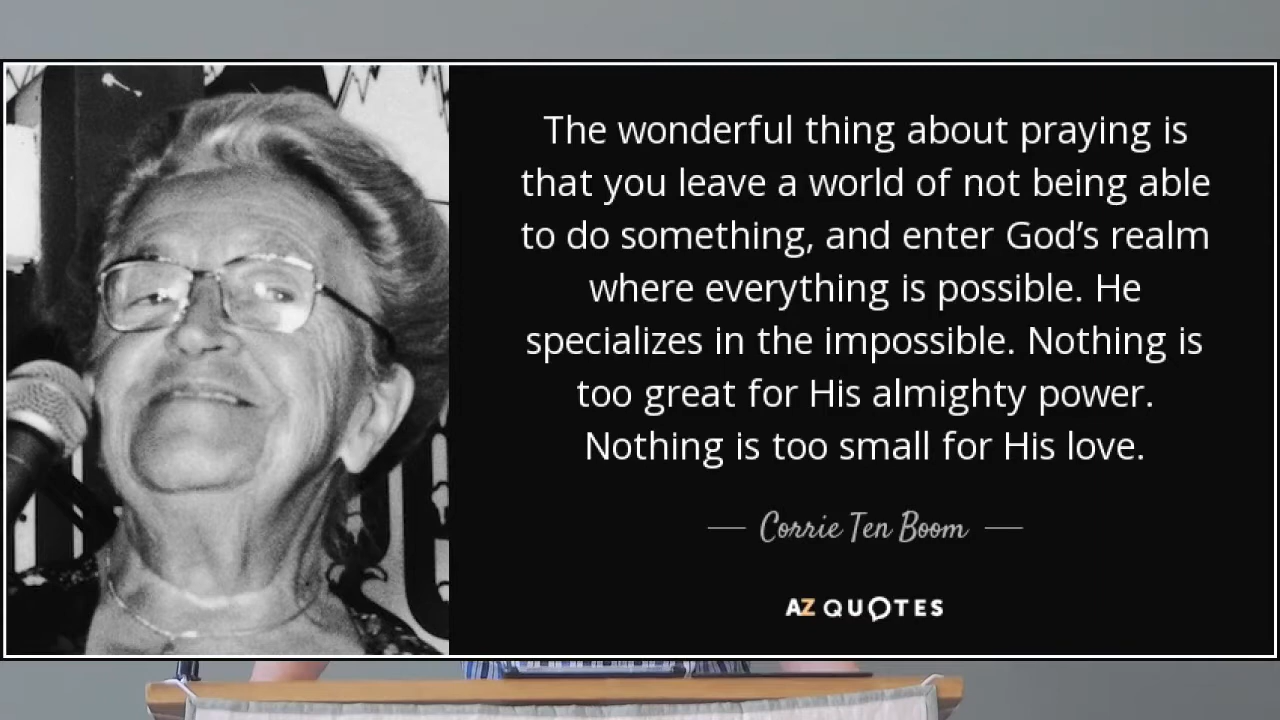 The wonderful thing about praying is
that you leave a world of not being able
to do something, and enter God’s realm
where everything is possible. He
specializes in the impossible. Nothing is
too great for His almighty power.
Nothing is too small for His love.
Corrie Ten Boom
AZ QUOTES